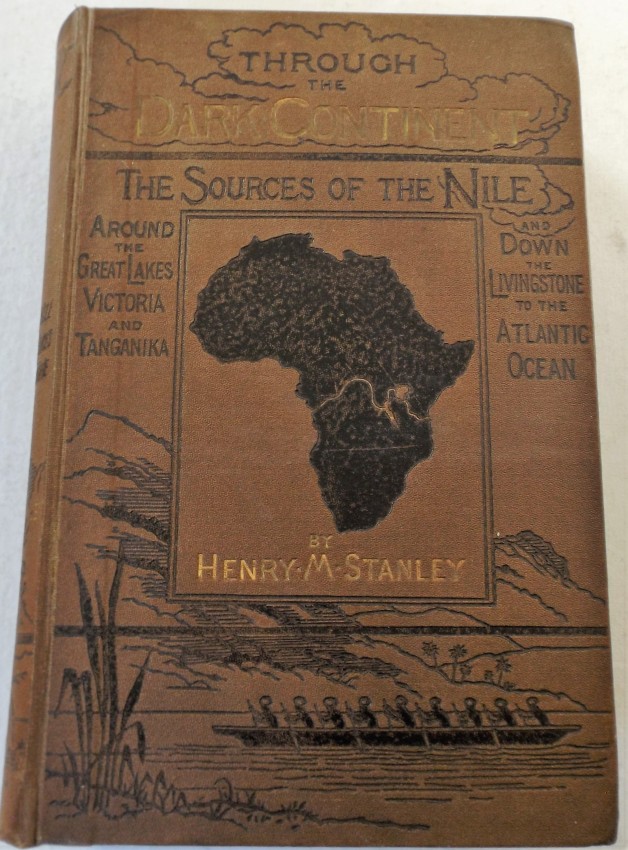 THROUGH
THE
DARK CONTINENT
THE SOURCES OF THE NILE
AROUND
THE
GREAT LAKES
VICTORIA
AND
TANGANIKA
AND
DOWN
THE
LIVINGSTONE
TO THE
ATLANTIC
OCEAN
BY
HENRY·M·STANLEY